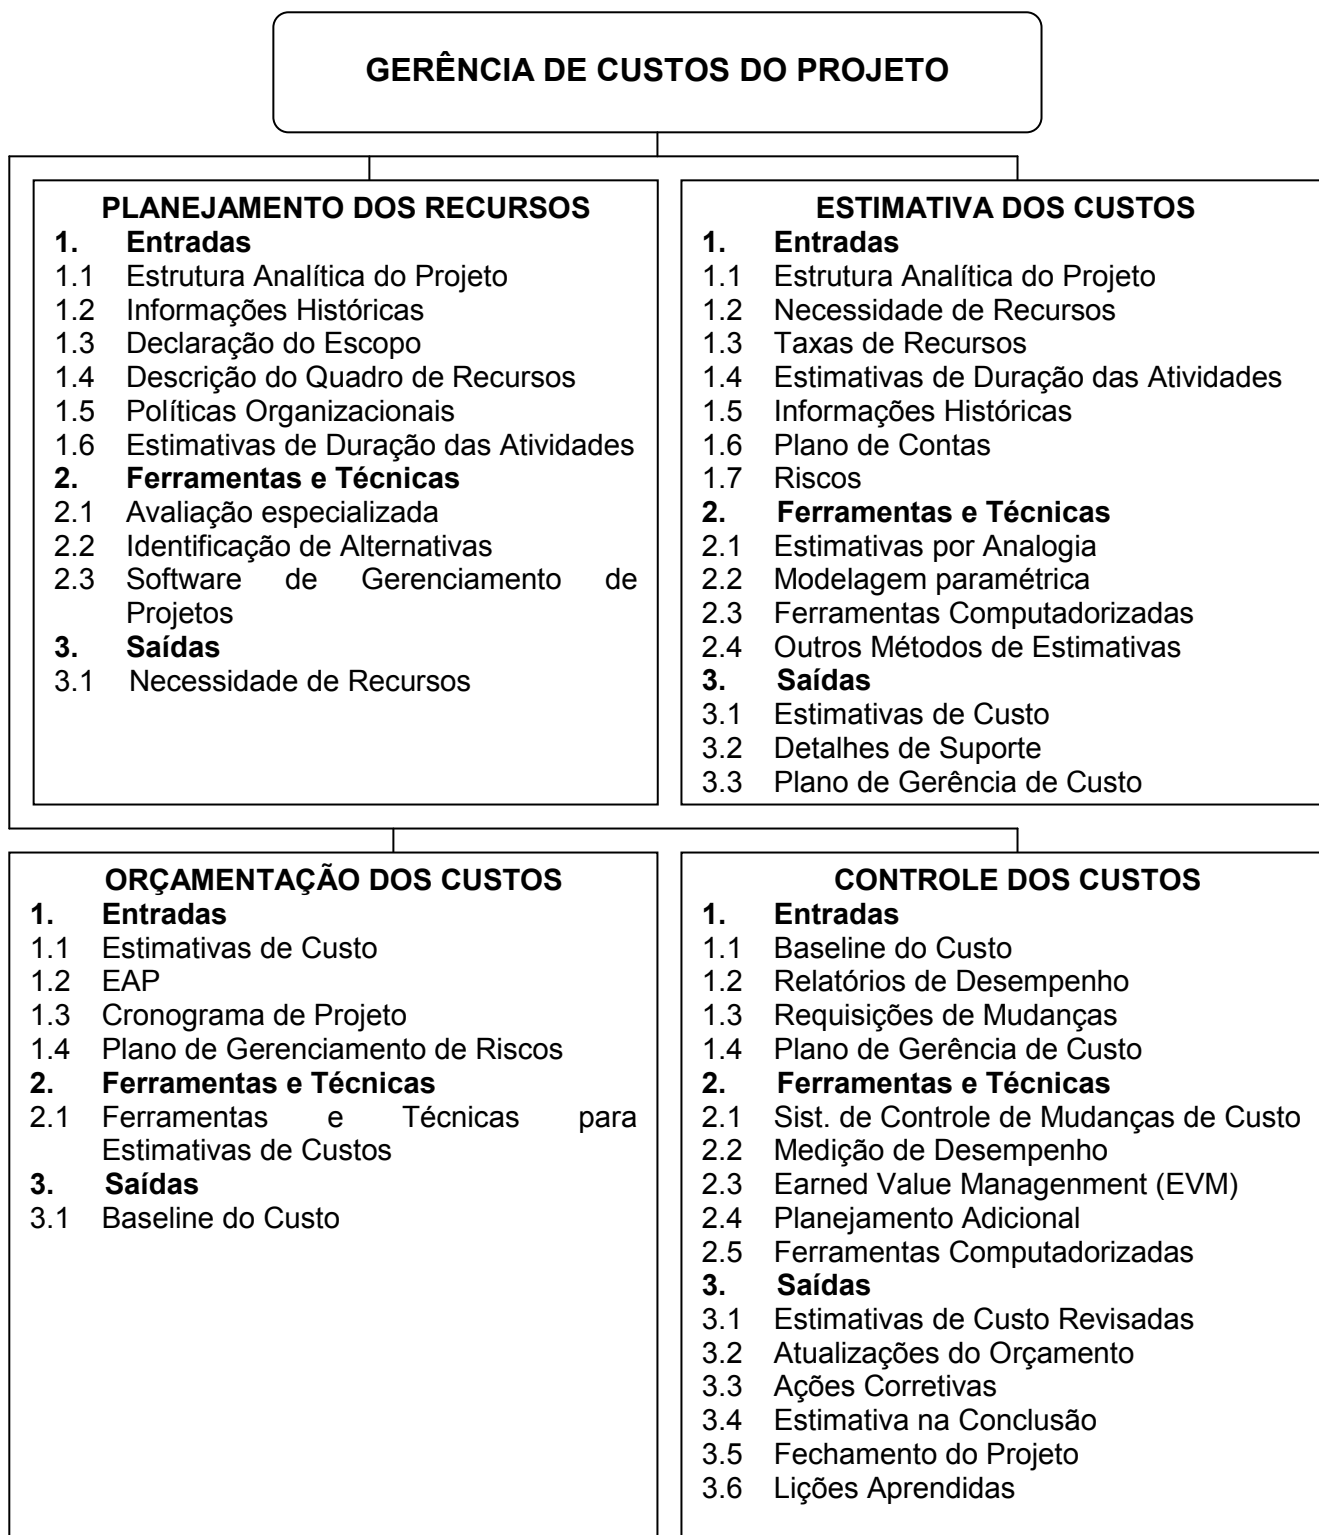 GERÊNCIA DE CUSTOS DO PROJETO
PLANEJAMENTO DOS RECURSOS
1. Entradas
1.1 Estrutura Analítica do Projeto
1.2 Informações Históricas
1.3 Declaração do Escopo
1.4 Descrição do Quadro de Recursos
1.5 Políticas Organizacionais
1.6 Estimativas de Duração das Atividades
2. Ferramentas e Técnicas
2.1 Avaliação especializada
2.2 Identificação de Alternativas
2.3 Software de Gerenciamento de
Projetos
3. Saídas
3.1 Necessidade de Recursos
ESTIMATIVA DOS CUSTOS
1. Entradas
1.1 Estrutura Analítica do Projeto
1.2 Necessidade de Recursos
1.3 Taxas de Recursos
1.4 Estimativas de Duração das Atividades
1.5 Informações Históricas
1.6 Plano de Contas
1.7 Riscos
2. Ferramentas e Técnicas
2.1 Estimativas por Analogia
2.2 Modelagem paramétrica
2.3 Ferramentas Computadorizadas
2.4 Outros Métodos de Estimativas
3. Saídas
3.1 Estimativas de Custo
3.2 Detalhes de Suporte
3.3 Plano de Gerência de Custo
ORÇAMENTAÇÃO DOS CUSTOS
1. Entradas
1.1 Estimativas de Custo
1.2 EAP
1.3 Cronograma de Projeto
1.4 Plano de Gerenciamento de Riscos
2. Ferramentas e Técnicas
2.1 Ferramentas e Técnicas para
Estimativas de Custos
3. Saídas
3.1 Baseline do Custo
CONTROLE DOS CUSTOS
1. Entradas
1.1 Baseline do Custo
1.2 Relatórios de Desempenho
1.3 Requisições de Mudanças
1.4 Plano de Gerência de Custo
2. Ferramentas e Técnicas
2.1 Sist. de Controle de Mudanças de Custo
2.2 Medição de Desempenho
2.3 Earned Value Managenment (EVM)
2.4 Planejamento Adicional
2.5 Ferramentas Computadorizadas
3. Saídas
3.1 Estimativas de Custo Revisadas
3.2 Atualizações do Orçamento
3.3 Ações Corretivas
3.4 Estimativa na Conclusão
3.5 Fechamento do Projeto
3.6 Lições Aprendidas